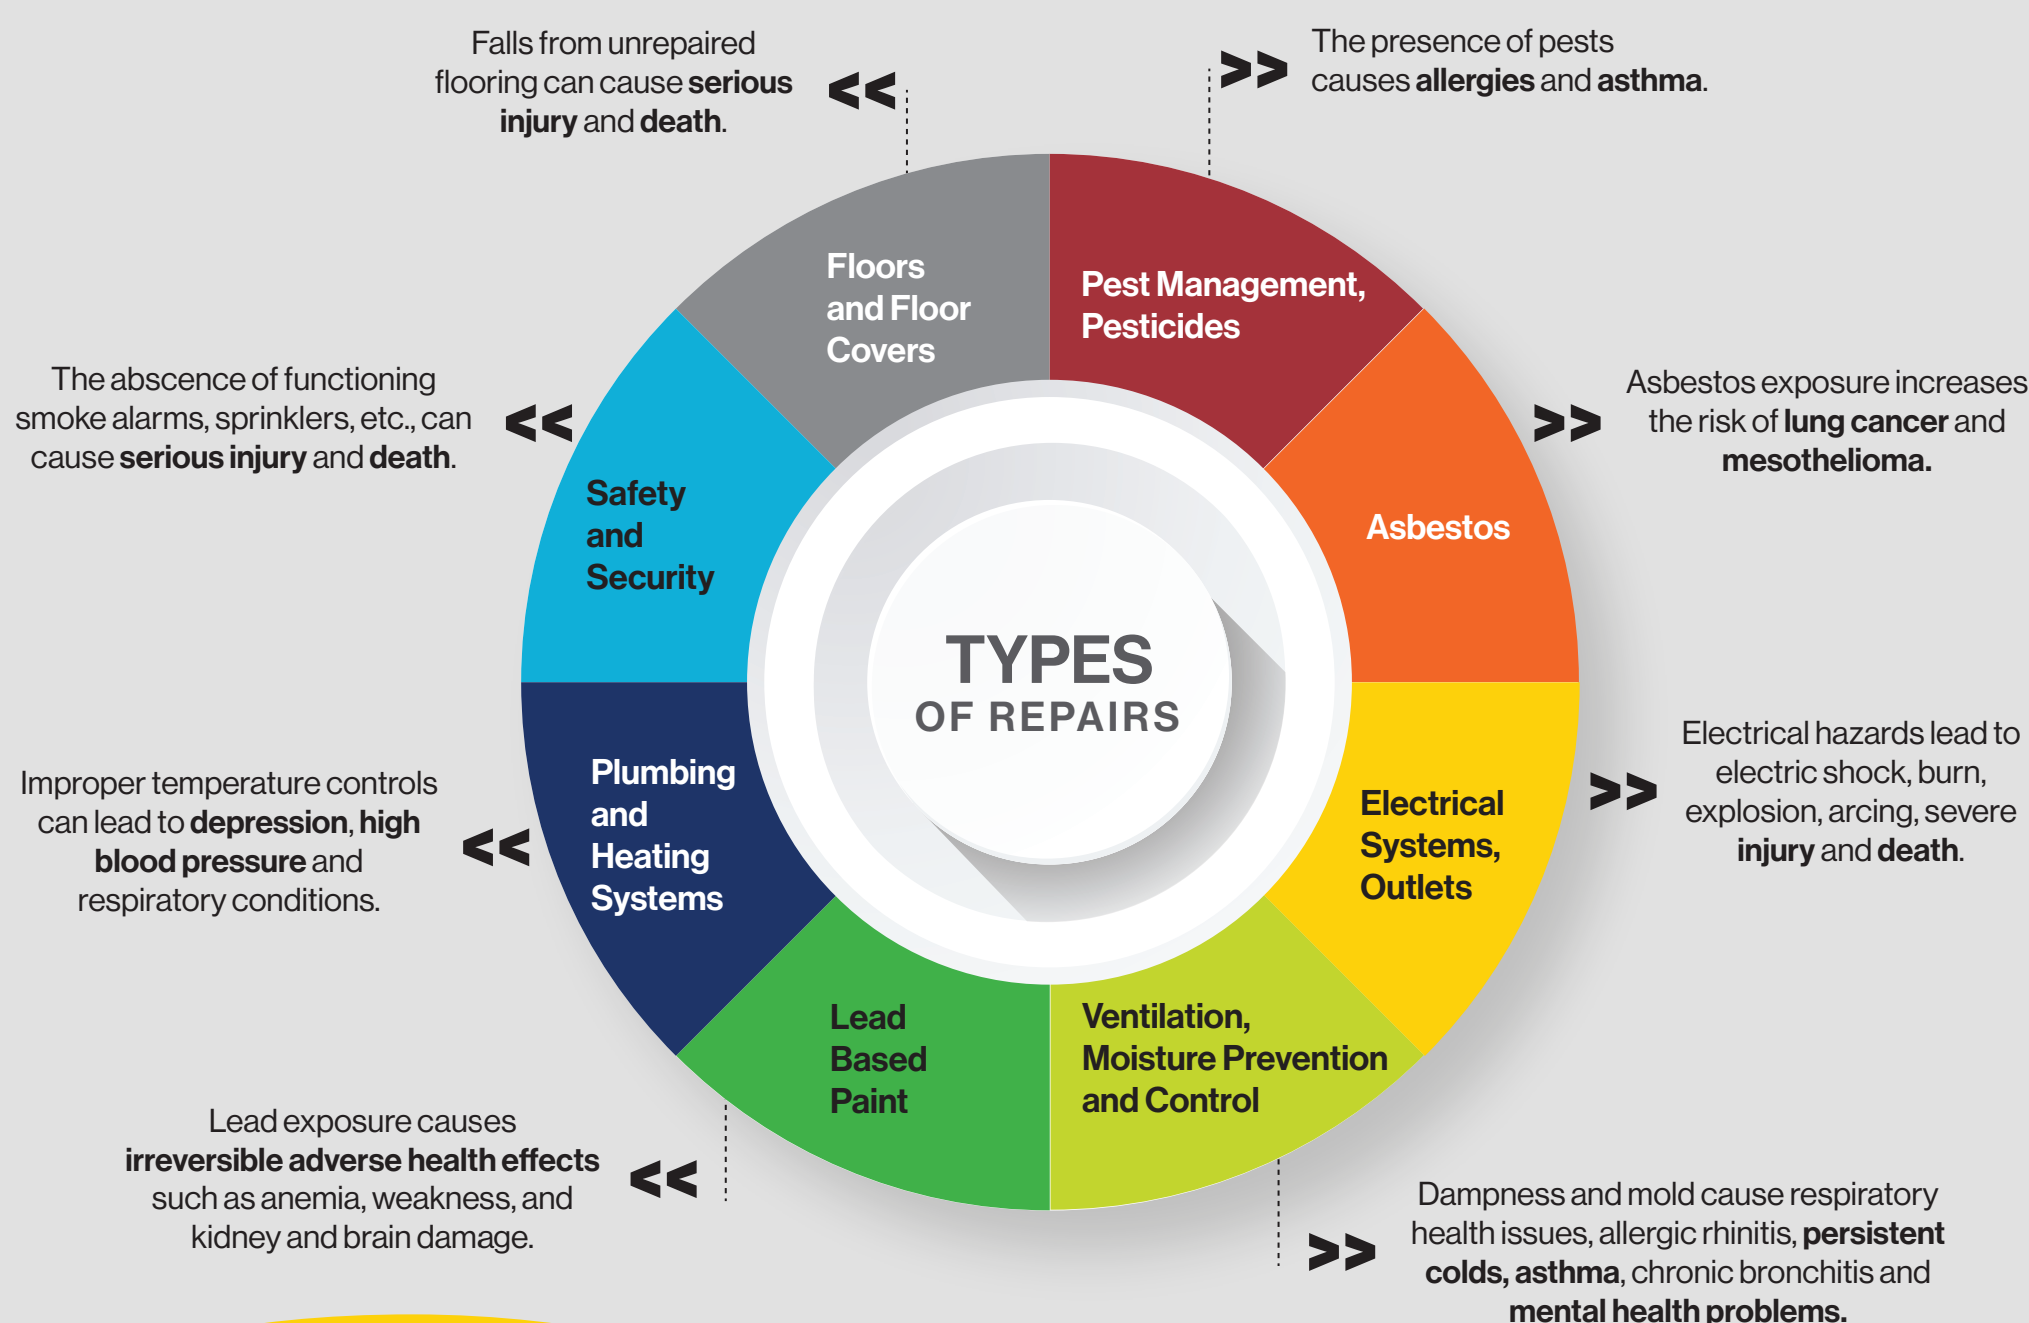 Falls from unrepaired
flooring can cause serious
injury and death.
<<
>>
The presence of pests
causes allergies and asthma.
Floors
and Floor
Covers
Pest Management,
Pesticides
The abscence of functioning
smoke alarms, sprinklers, etc., can
cause serious injury and death.
<<
Safety
and
Security
Asbestos
>>
Asbestos exposure increases
the risk of lung cancer and
mesothelioma.
TYPES
OF REPAIRS
Improper temperature controls
can lead to depression, high
blood pressure and
respiratory conditions.
<<
Plumbing
and
Heating
Systems
Electrical
Systems,
Outlets
>>
Electrical hazards lead to
electric shock, burn,
explosion, arcing, severe
injury and death.
Lead
Based
Paint
Ventilation,
Moisture Prevention
and Control
Lead exposure causes
irreversible adverse health effects
such as anemia, weakness, and
kidney and brain damage.
<<
>>
Dampness and mold cause respiratory
health issues, allergic rhinitis, persistent
colds, asthma, chronic bronchitis and
mental health problems.